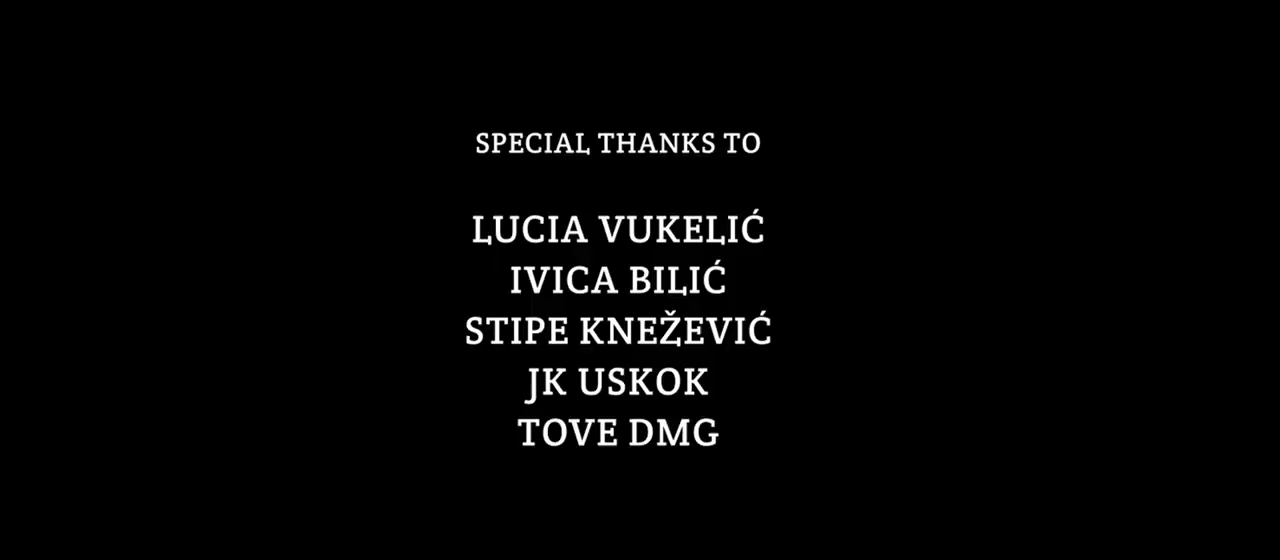 SPECIAL THANKS TO
LUCIA VUKELIĆ
IVICA BILIĆ
STIPE KNEŽEVIĆ
JK USKOK
TOVE DMG